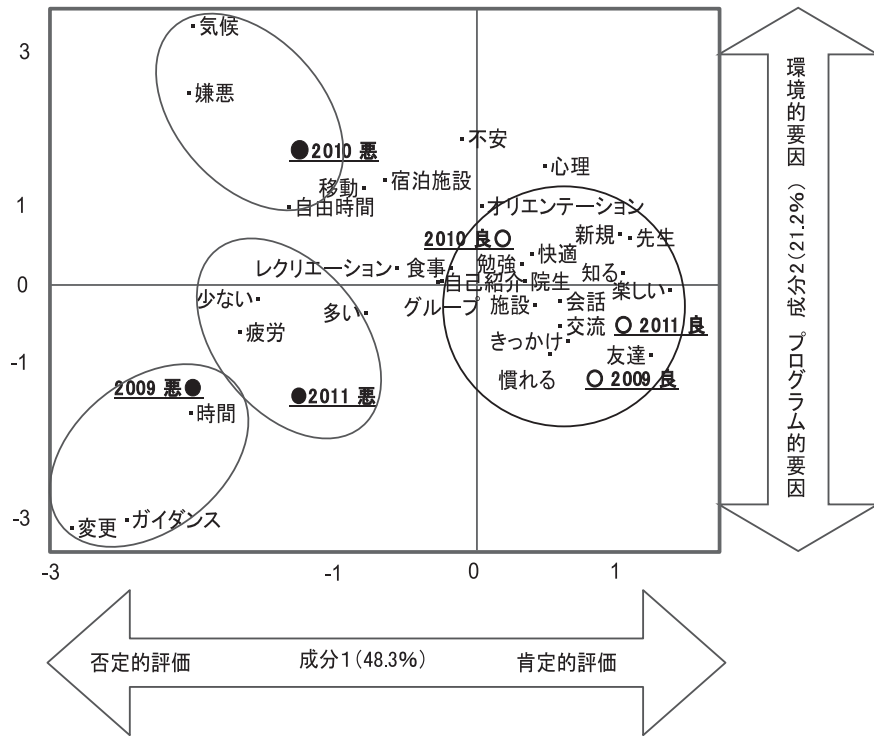 3
気候
嫌悪
2010 悪
不安
心理
移動
宿泊施設
1
自由時間
オリエンテーション
2010 良
新規
先生
レクリエーション
食事
勉強
快適
知る
0
自己紹介
院生
楽しい
少ない
多い
グループ
施設
会話
疲労
きっかけ
交流
2011 良
-1
慣れる
友達
2009 悪
2011 悪
2009 良
時間
-3
変更
ガイダンス
-3
-1
0
1
環境的要因
成分2(21.2%)
プログラム的要因
否定的評価
成分1(48.3%)
肯定的評価